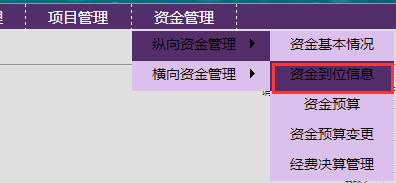 理 项目管理 资金管理
纵向资金管理 资金基本情况
资金到位信息
横向资金管理
资金预算
资金预算变更
经费决算管理